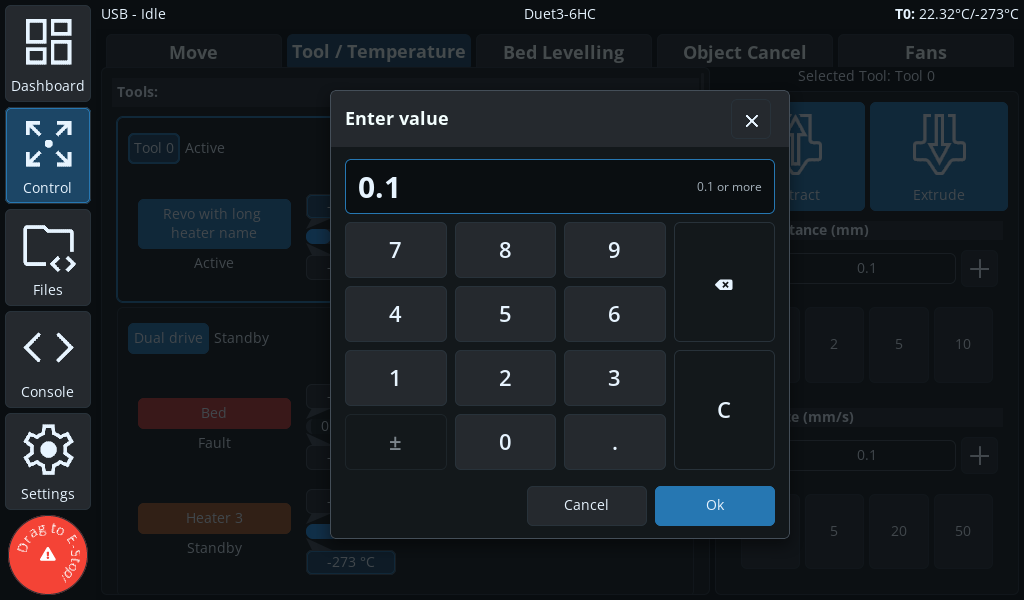 USB - Idle
Duet3-6HC
T0: 22.32°C/-273°C
Dashboard
Control
Files
Console
Settings
Drag to E-Stop!
Move
Tool / Temperature
Bed Levelling
Object Cancel
Fans
Tools:
Selected Tool: Tool 0
Tool 0
Active
Revo with long
heater name
Active
Dual drive
Standby
Bed
Fault
Heater 3
Standby
-273 °C
Extrude
0.1
2
5
10
(mm/s)
0.1
5
20
50
Enter value
0.1
0.1 or more
7
8
9
4
5
6
1
2
3
C
±
0
.
Cancel
Ok